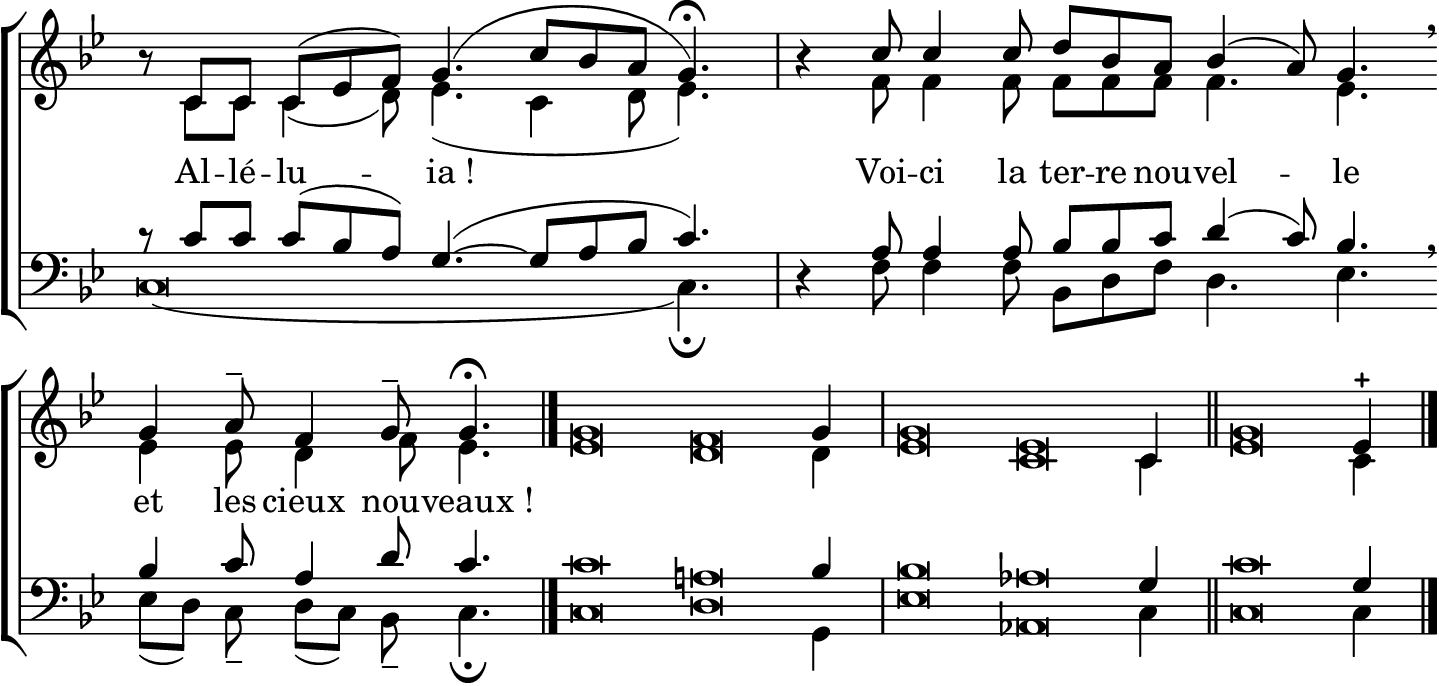 Al -- lé -- lu -- ia ! Voi -- ci la ter -- re nou -- vel -- le
et les cieux nou -- veaux !